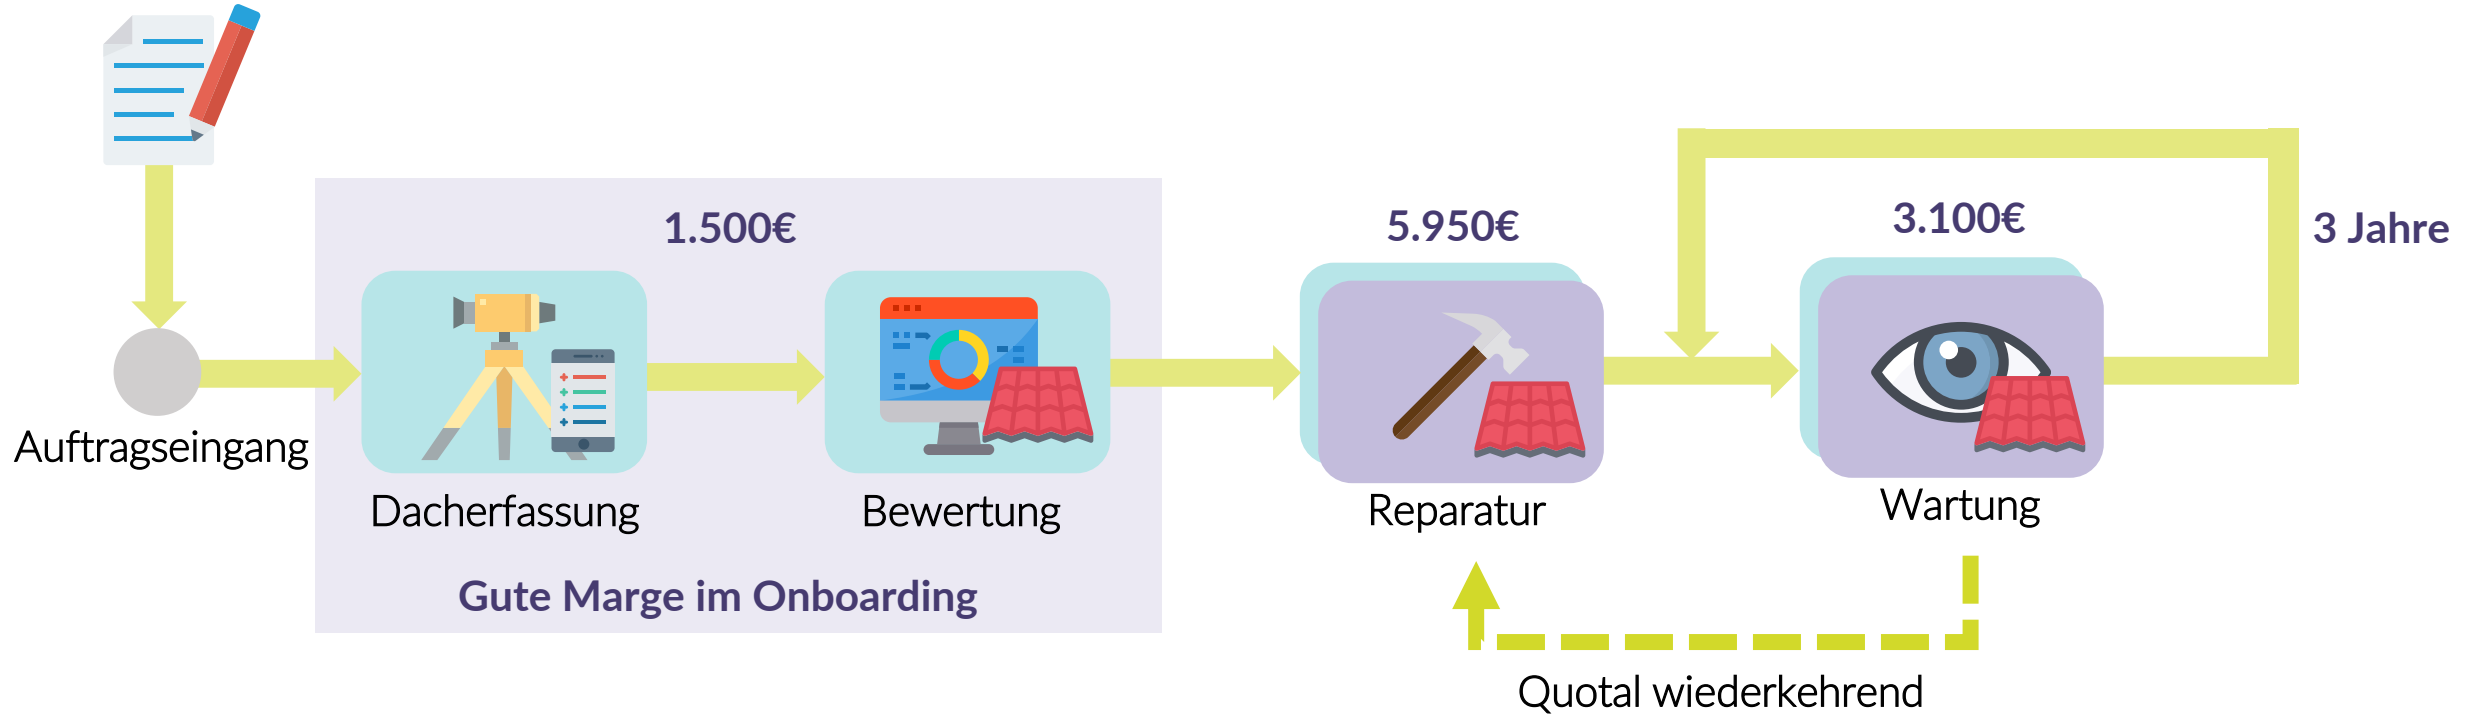 1.500€
5.950€
3.100€
3 Jahre
Auftragseingang
Dacherfassung
Bewertung
Reparatur
Wartung
Gute Marge im Onboarding
Quotal wiederkehrend